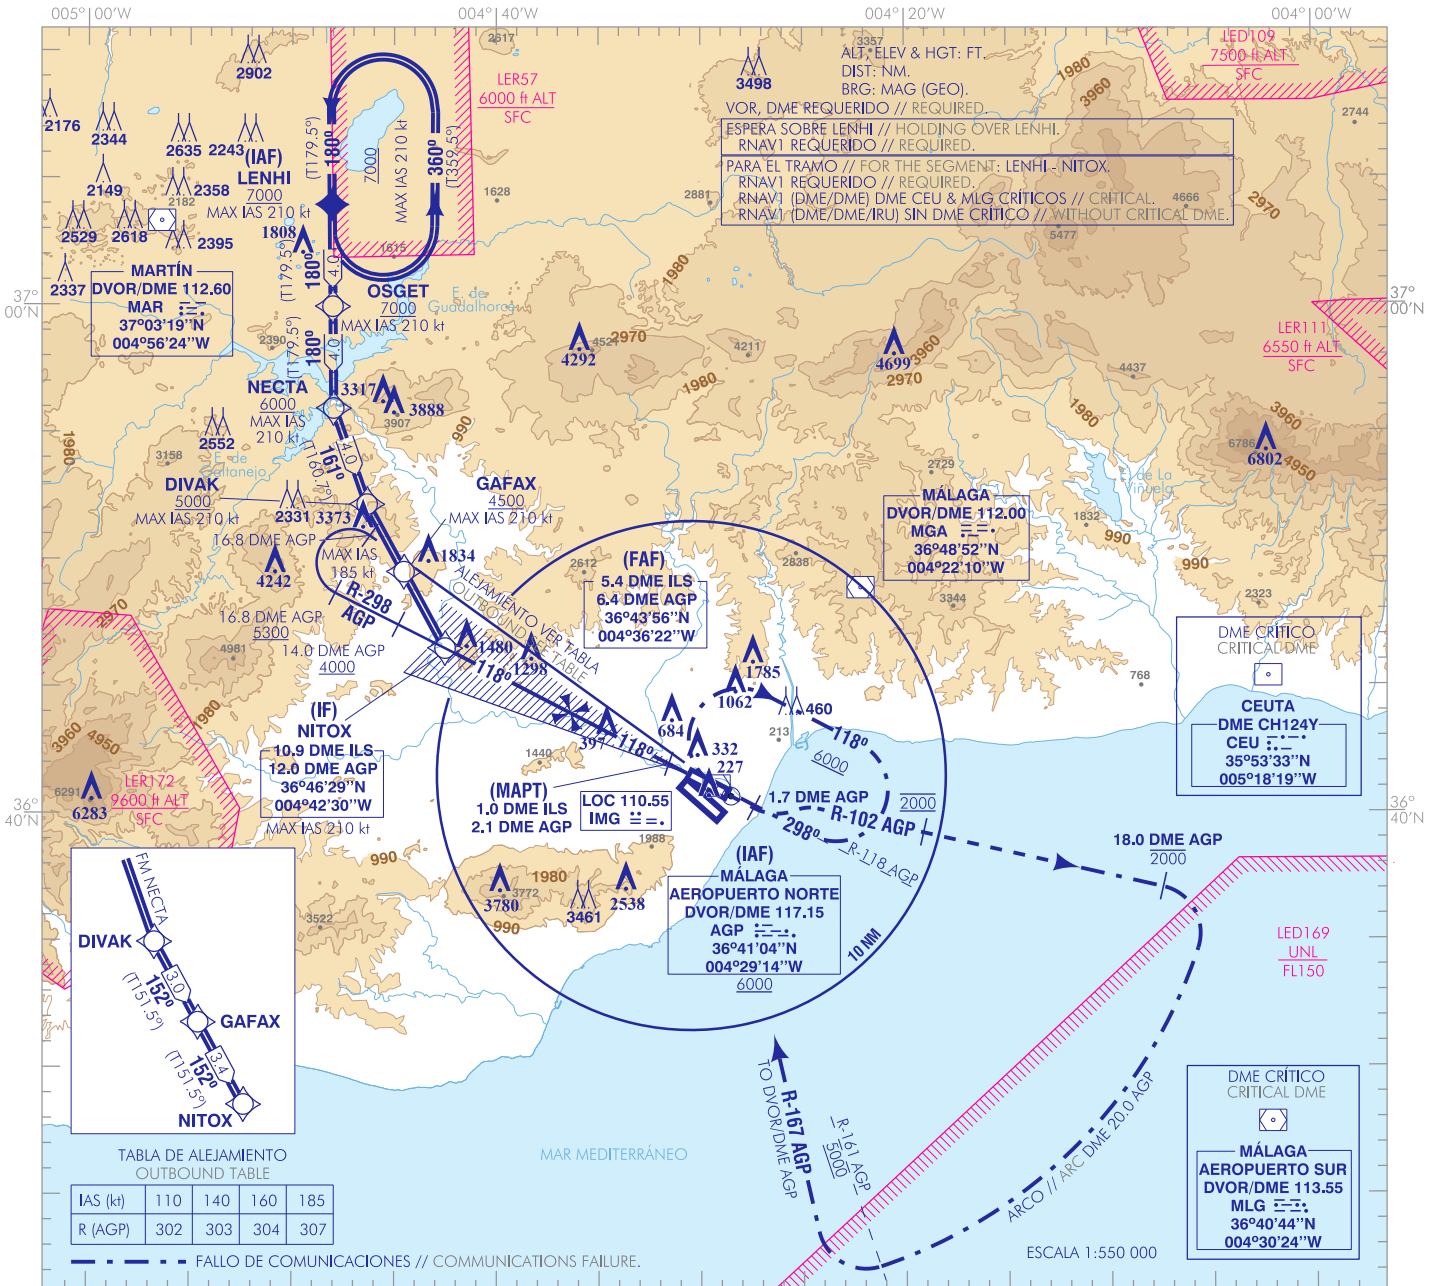 005°00'W
004°40'W
004°20'W
004°00'W
2617
3357
ALT, ELEV & HGT: FT.
DIST: NM.
BRG: MAG (GEO).
VOR, DME REQUERIDO // REQUIRED.
ESPERA SOBRE LENHI // HOLDING OVER LENHI.
RNAV1 REQUERIDO // REQUIRED.
PARA EL TRAMO // FOR THE SEGMENT: LENHI - NITOX.
RNAV1 REQUERIDO // REQUIRED.
RNAV1 (DME/DME) DME CEU & MLG CRÍTICOS // CRITICAL.
RNAV1 (DME/DME/IRU) SIN DME CRÍTICO // WITHOUT CRITICAL DME.
LED109
7500 ft ALT
SFC
LER57
6000 ft ALT
SFC
2902
3498
1980
3960
2744
2176
2344
2635
2243
(IAF)
LENHI
7000
MAX IAS 210 kt
2149
2358
2182
2529
2618
2395
1808
2337
(T179.5°)
180°
7000
MAX IAS 210 kt
360°
(T359.5°)
1628
2881
4666
5477
2970
1615
MARTÍN
DVOR/DME 112.60
MAR
37°03'19''N
004°56'24''W
(T179.5°)
180°
4.0
OSGET
7000
MAX IAS 210 kt
E. de
Guadalhorce
1980
37°
00'N
37°
00'N
(T179.5°)
180°
4.0
2390
4292
4521
2970
4211
1980
4699
3960
2970
4437
LER111
6550 ft ALT
SFC
NECTA
6000
MAX IAS
210 kt
3317
3888
3907
990
1980
3960
6786
6802
4950
1980
2552
3158
4.0
161°
(T160.7°)
DIVAK
5000
MAX IAS 210 kt
2331
3373
16.8 DME AGP
MAX IAS
185 kt
GAFAX
4500
MAX IAS 210 kt
1834
4242
2729
MÁLAGA
DVOR/DME 112.00
MGA
36°48'52''N
004°22'10''W
E. de La
Viñuela
1832
990
990
2323
3344
2838
2612
(FAF)
5.4 DME ILS
6.4 DME AGP
36°43'56''N
004°36'22''W
ALEJAMIENTO VER TABLA
R-298
AGP
16.8 DME AGP
5300
14.0 DME AGP
4000
2970
4981
1980
1480
1298
118°
397
118°
1785
1062
460
684
332
227
213
118°
6000
768
DME CRÍTICO
CRITICAL DME
CEUTA
DME CH124Y
CEU
35°53'33''N
005°18'19''W
(IF)
NITOX
10.9 DME ILS
12.0 DME AGP
36°46'29''N
004°42'30''W
MAX IAS 210 kt
1440
(MAPT)
1.0 DME ILS
2.1 DME AGP
LOC 110.55
IMG
3960
4950
6291
6283
LER172
9600 ft ALT
SFC
36°
40'N
36°
40'N
1.7 DME AGP
298°
R-102 AGP
R-118 AGP
2000
18.0 DME AGP
2000
990
1988
1980
3780
3772
990
3461
2538
3522
(IAF)
MÁLAGA
AEROPUERTO NORTE
DVOR/DME 117.15
AGP
36°41'04''N
004°29'14''W
6000
10 NM
LED169
UNL
FL150
FM NECTA
DIVAK
3.0
152°
(T151.5°)
GAFAX
3.4
152°
(T151.5°)
NITOX
R-167 AGP
TO DVOR/DME AGP
R-161 AGP
5000
ARCO // ARC DME 20.0 AGP
MAR MEDITERRÁNEO
DME CRÍTICO
CRITICAL DME
MÁLAGA
AEROPUERTO SUR
DVOR/DME 113.55
MLG
36°40'44''N
004°30'24''W
TABLA DE ALEJAMIENTO
OUTBOUND TABLE
IAS (kt) 110 140 160 185
R (AGP) 302 303 304 307
FALLO DE COMUNICACIONES // COMMUNICATIONS FAILURE.
ESCALA 1:550 000